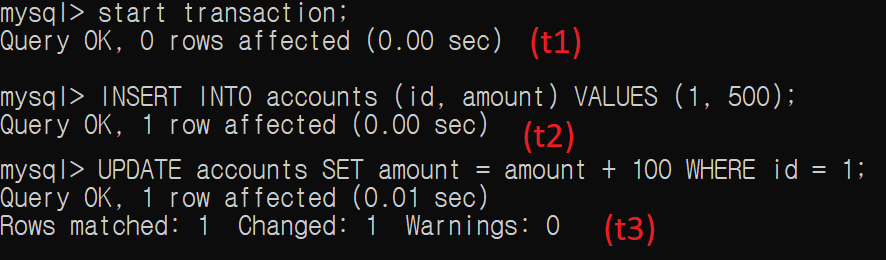 mysql> start transaction;
Query OK, 0 rows affected (0.00 sec) (t1)
mysql> INSERT INTO accounts (id, amount) VALUES (1, 500);
Query OK, 1 row affected (0.00 sec) (t2)
mysql> UPDATE accounts SET amount = amount + 100 WHERE id = 1;
Query OK, 1 row affected (0.01 sec)
Rows matched: 1  Changed: 1  Warnings: 0 (t3)